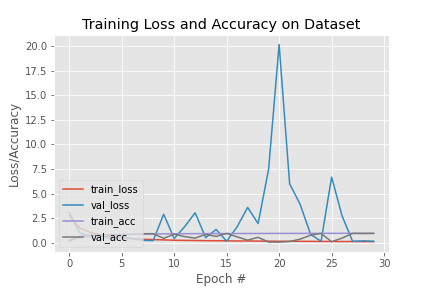 Training Loss and Accuracy on Dataset
Loss/Accuracy
20.0
17.5
15.0
12.5
10.0
7.5
5.0
2.5
0.0
train_loss
val_loss
train_acc
val_acc
0 5 10 15 20 25 30
Epoch #